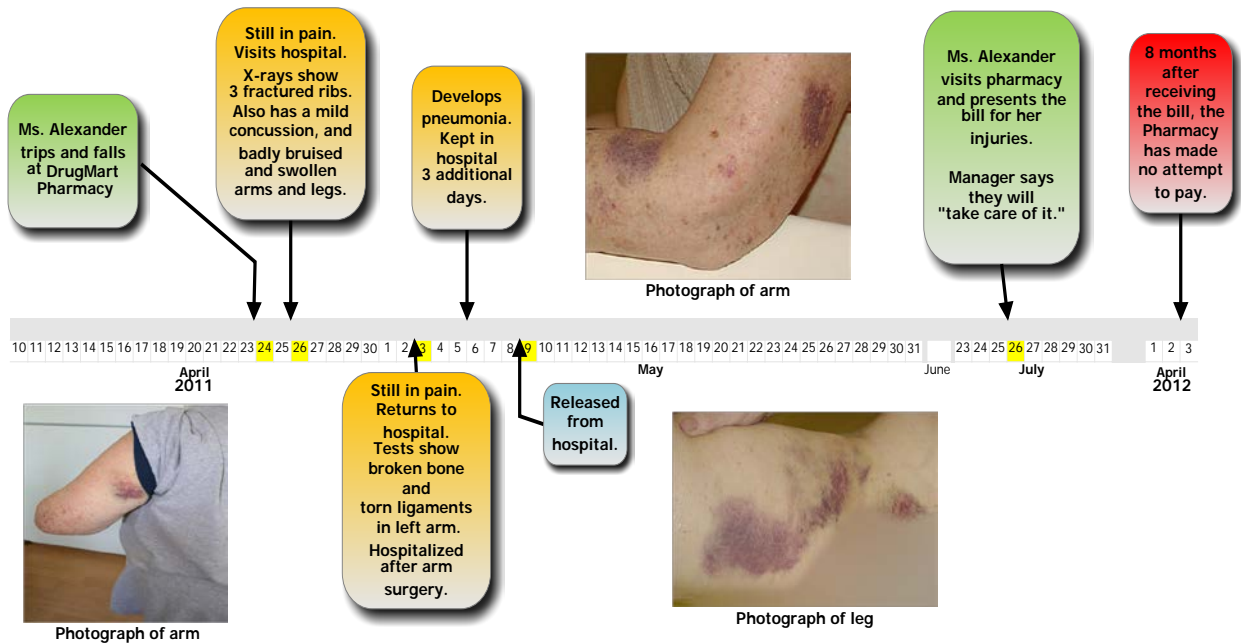 Ms. Alexander
trips and falls
at DrugMart
Pharmacy
Still in pain.
Visits hospital.
X-rays show
3 fractured ribs.
Also has a mild
concussion, and
badly bruised
and swollen
arms and legs.
Develops
pneumonia.
Kept in
hospital
3 additional
days.
Photograph of arm
Ms. Alexander
visits pharmacy
and presents the
bill for her
injuries.
Manager says
they will
"take care of it."
8 months
after
receiving
the bill, the
Pharmacy
has made
no attempt
to pay.
10 11 12 13 14 15 16 17 18 19 20 21 22 23 24 25 26 27 28 29 30 1 2 3 4 5 6 7 8 9 10 11 12 13 14 15 16 17 18 19 20 21 22 23 24 25 26 27 28 29 30 31 23 24 25 26 27 28 29 30 31 1 2 3
April May June July April
2011 2012
Still in pain.
Returns to
hospital.
Tests show
broken bone
and
torn ligaments
in left arm.
Hospitalized
after arm
surgery.
Released
from
hospital.
Photograph of arm
Photograph of leg